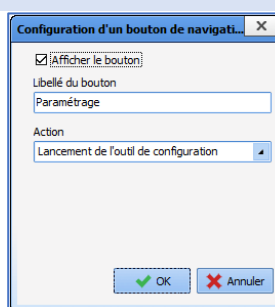 Configuration d'un bouton de navigati...
Afficher le bouton
Libellé du bouton
Paramétrage
Action
Lancement de l'outil de configuration
OK
Annuler